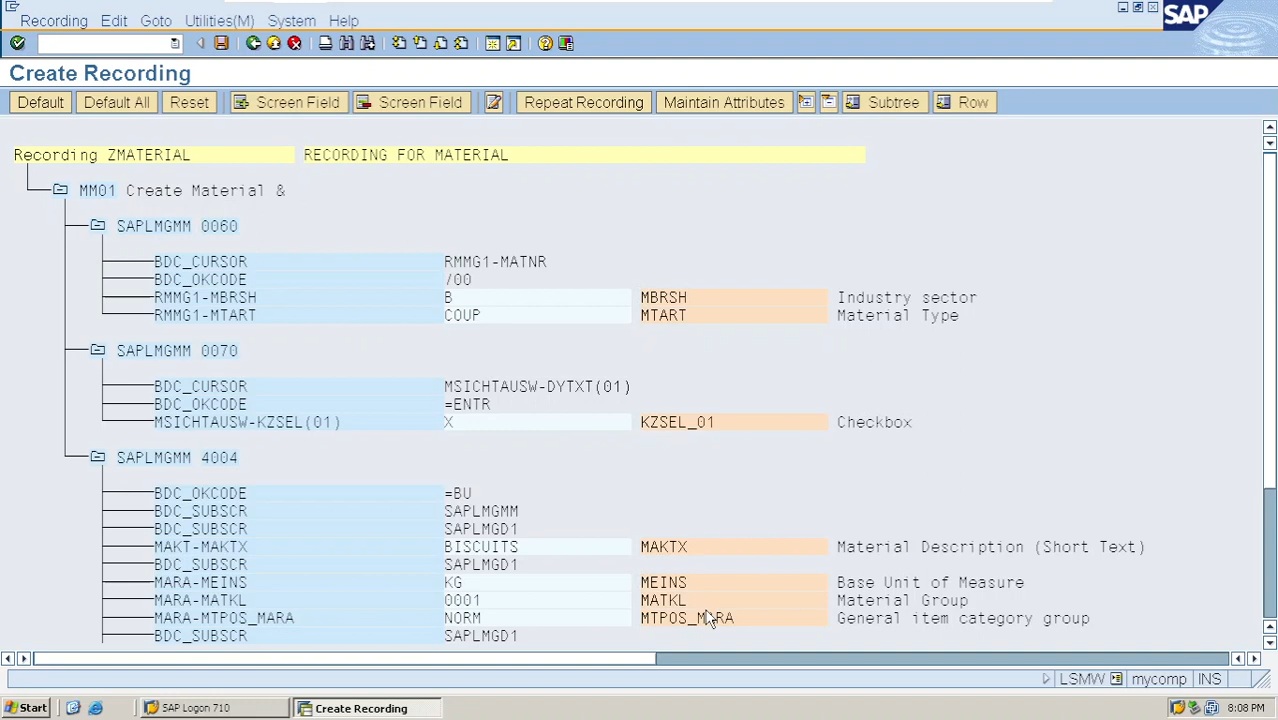 Recording Edit Goto Utilities(M) System Help
SAP
Create Recording
Default Default All Reset Screen Field Screen Field Repeat Recording Maintain Attributes Subtree Row
Recording ZMATERIAL RECORDING FOR MATERIAL
MM01 Create Material &
SAPLMGMM 0060
BDC_CURSOR RMMG1-MATNR
BDC_OKCODE /00
RMMG1-MBRSH B MBRSH Industry sector
RMMG1-MTART COUP MTART Material Type
SAPLMGMM 0070
BDC_CURSOR MSICHTAUSW-DYTXT(01)
BDC_OKCODE =ENTR
MSICHTAUSW-KZSEL(01) X KZSEL_01 Checkbox
SAPLMGMM 4004
BDC_OKCODE =BU
BDC_SUBSCR SAPLMGMM
BDC_SUBSCR SAPLMGD1
MAKT-MAKTX BISCUITS MAKTX Material Description (Short Text)
BDC_SUBSCR SAPLMGD1
MARA-MEINS KG MEINS Base Unit of Measure
MARA-MATKL 0001 MATKL Material Group
MARA-MTPOS_MARA NORM MTPOS_MARA General item category group
BDC_SUBSCR SAPLMGD1
LSMW mycomp INS
Start SAP Logon 710 Create Recording 8:08 PM